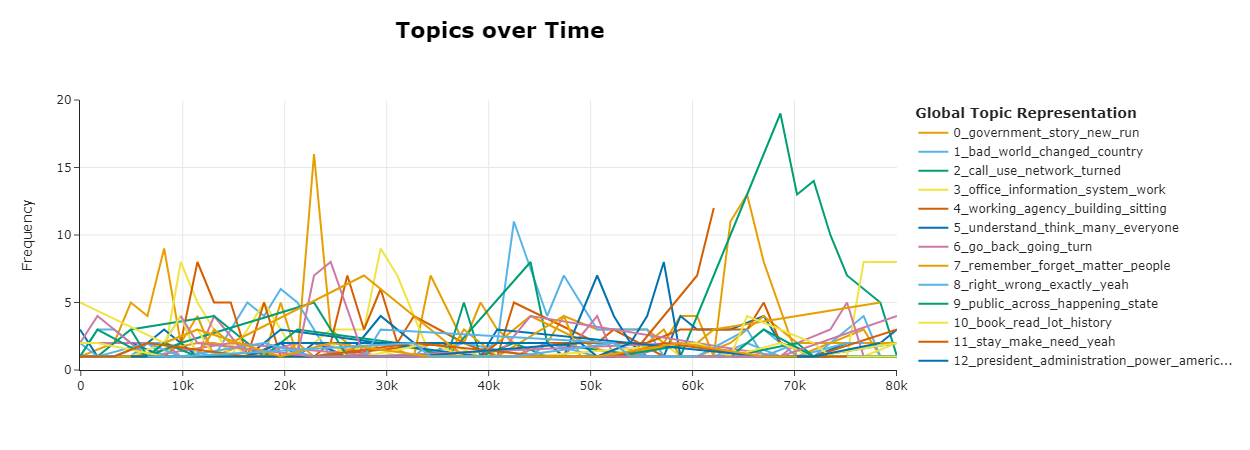 Topics over Time
Global Topic Representation
0_government_story_new_run
1_bad_world_changed_country
2_call_use_network_turned
3_office_information_system_work
4_working_agency_building_sitting
5_understand_think_many_everyone
6_go_back_going_turn
7_remember_forget_matter_people
8_right_wrong_exactly_yeah
9_public_across_happening_state
10_book_read_lot_history
11_stay_make_need_yeah
12_president_administration_power_americ...
Frequency
20
15
10
5
0
0 10k 20k 30k 40k 50k 60k 70k 80k